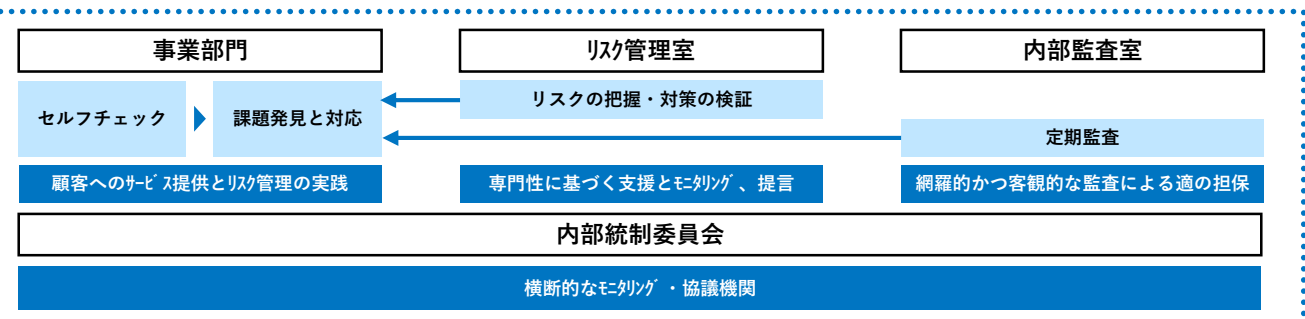 事業部門
ﾘｽｸ管理室
内部監査室
セルフチェック
課題発見と対応
リスクの把握・対策の検証
定期監査
顧客へのｻｰﾋﾞｽ提供とﾘｽｸ管理の実践
専門性に基づく支援とﾓﾆﾀﾘﾝｸﾞ、提言
網羅的かつ客観的な監査による適の担保
内部統制委員会
横断的なﾓﾆﾀﾘﾝｸﾞ・協議機関